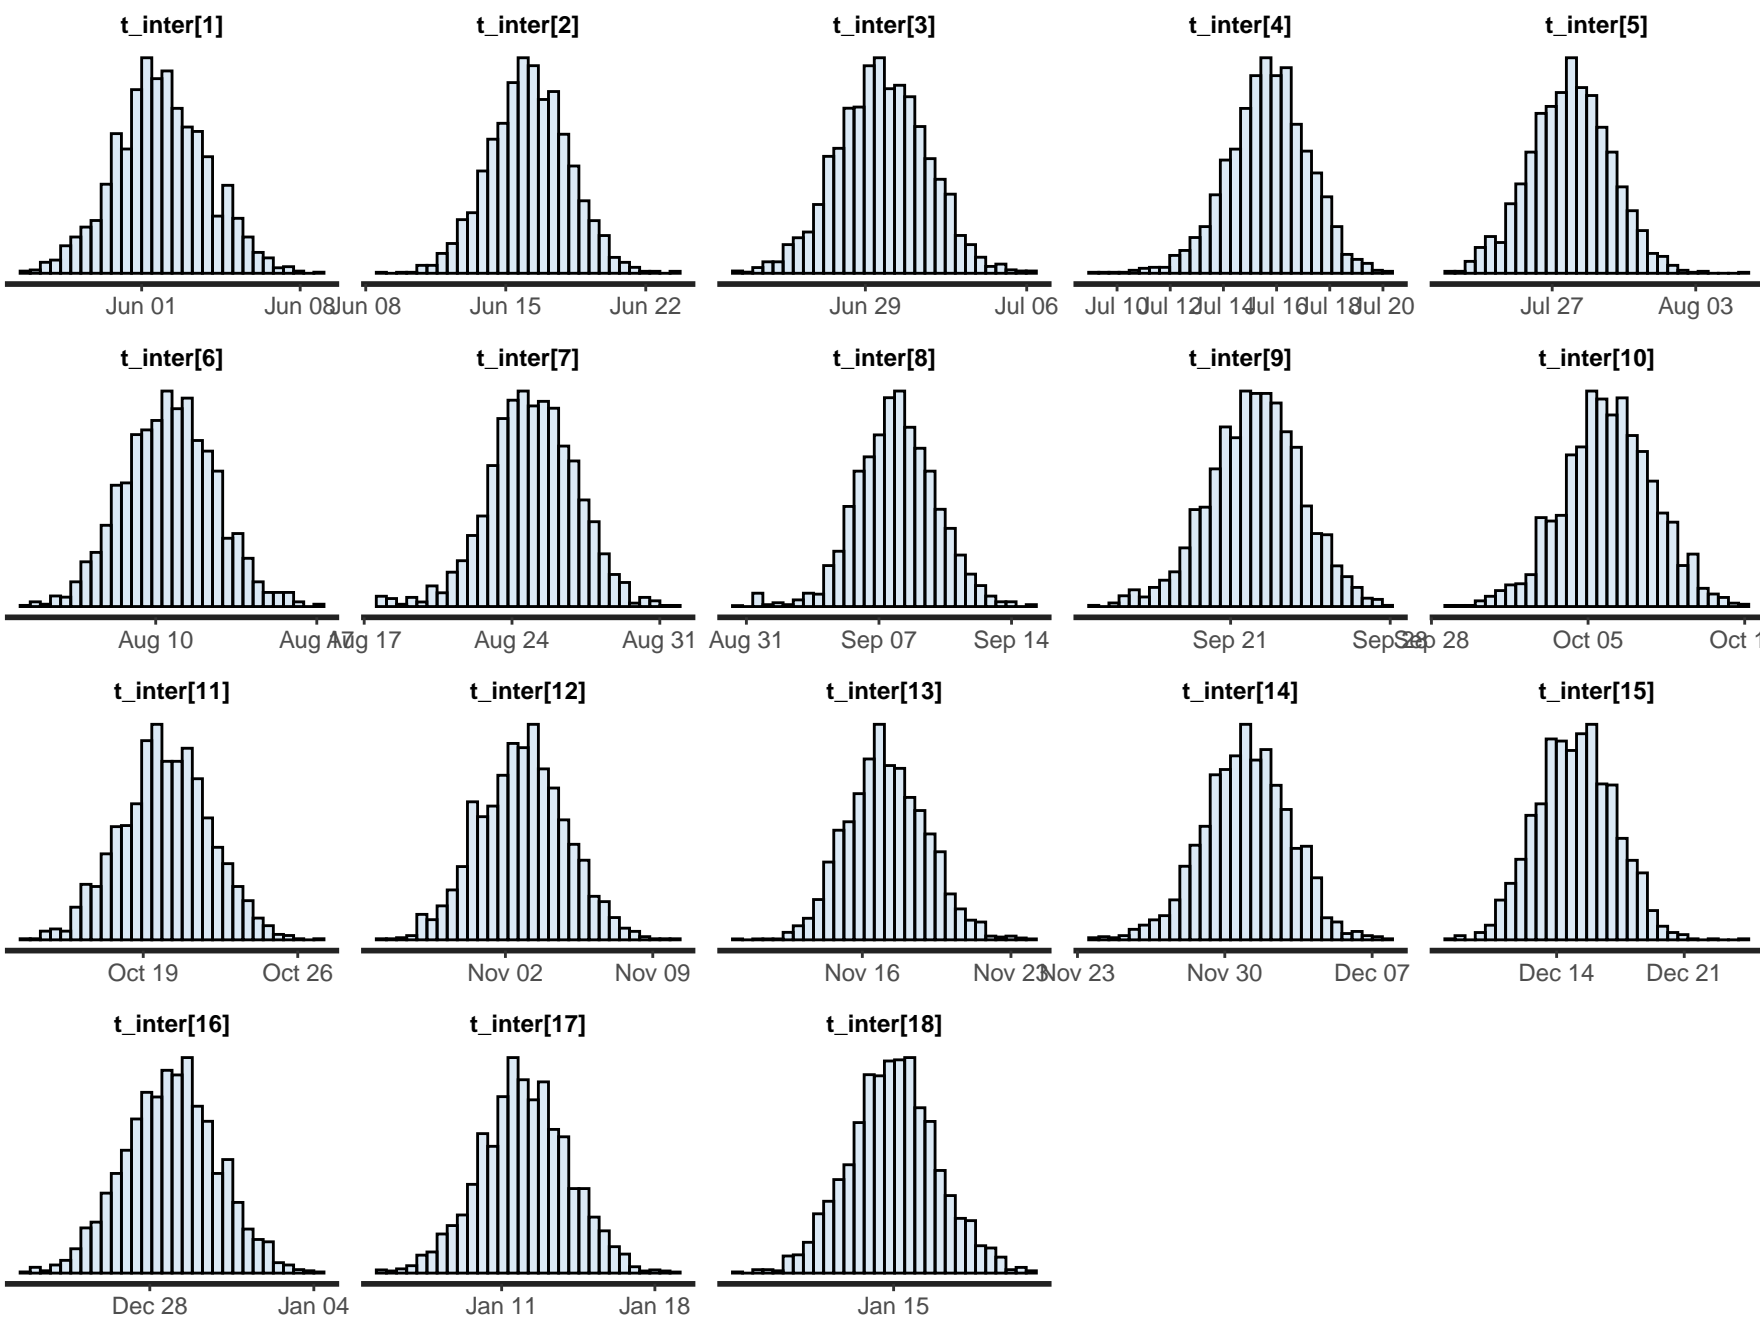 t_inter[1] t_inter[2] t_inter[3] t_inter[4] t_inter[5]
Jun 01 Jun 08 Jun 08 Jun 15 Jun 22 Jun 29 Jul 06 Jul 10 Jul 12 Jul 14 Jul 16 Jul 18 Jul 20 Jul 27 Aug 03
t_inter[6] t_inter[7] t_inter[8] t_inter[9] t_inter[10]
Aug 10 Aug 17 Aug 17 Aug 24 Aug 31 Aug 31 Sep 07 Sep 14 Sep 21 Sep 28 Sep 28 Oct 05 Oct 1
t_inter[11] t_inter[12] t_inter[13] t_inter[14] t_inter[15]
Oct 19 Oct 26 Nov 02 Nov 09 Nov 16 Nov 23 Nov 23 Nov 30 Dec 07 Dec 14 Dec 21
t_inter[16] t_inter[17] t_inter[18]
Dec 28 Jan 04 Jan 11 Jan 18 Jan 15